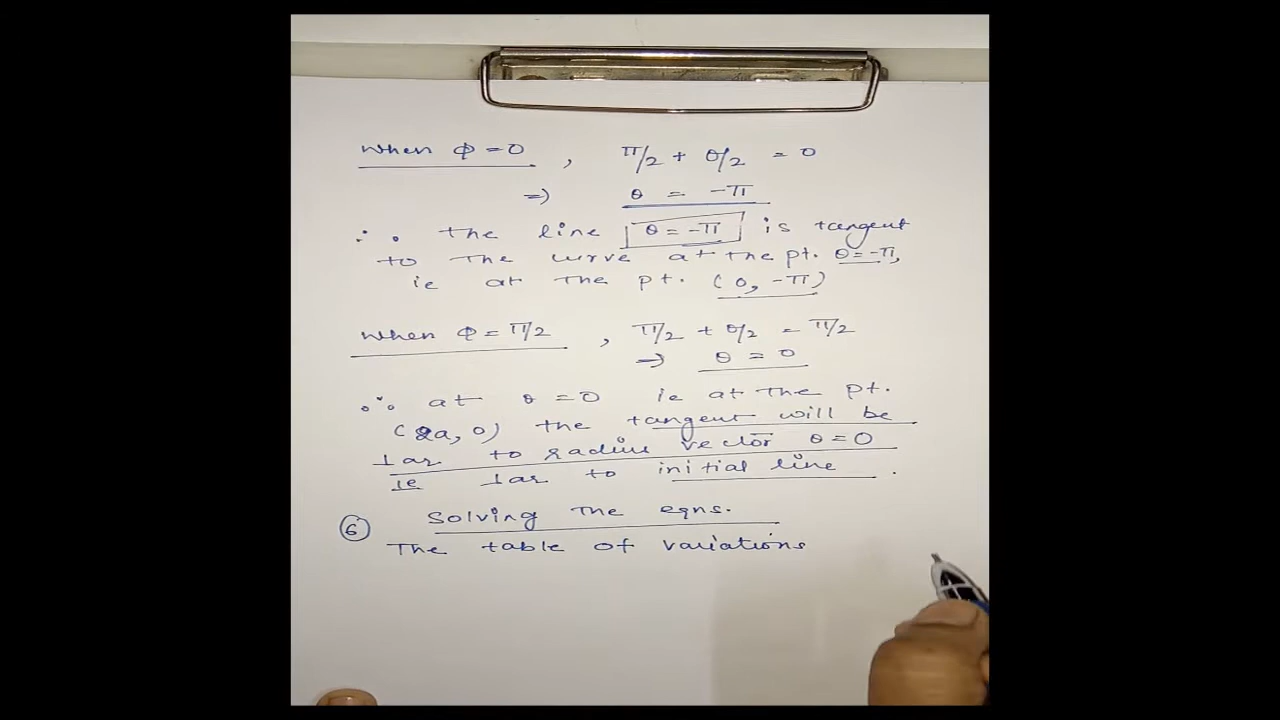 When φ = 0 , π/2 + θ/2 = 0
⇒ θ = -π
∴ the line θ = -π is tangent
to the curve at the pt. θ = -π,
ie at the pt. (0, -π)
When φ = π/2 , π/2 + θ/2 = π/2
⇒ θ = 0
∴ at θ = 0 ie at the pt.
(2a, 0) the tangent will be
⊥ar to radius vector θ = 0
ie ⊥ar to initial line .
⑥ Solving the eqns.
The table of variations